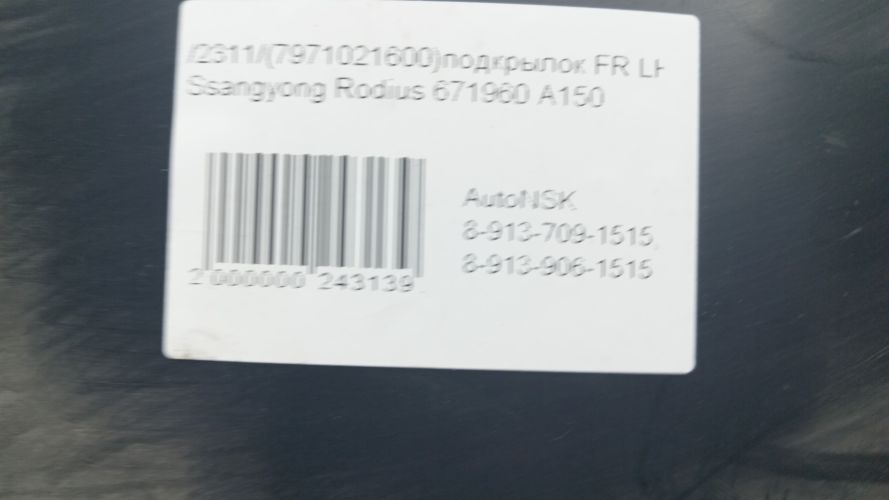 /2311/(7971021600)подкрылок FR LH
Ssangyong Rodius 671960 A150
AutoNSK
8-913-709-1515,
8-913-906-1515
2 000000 243139